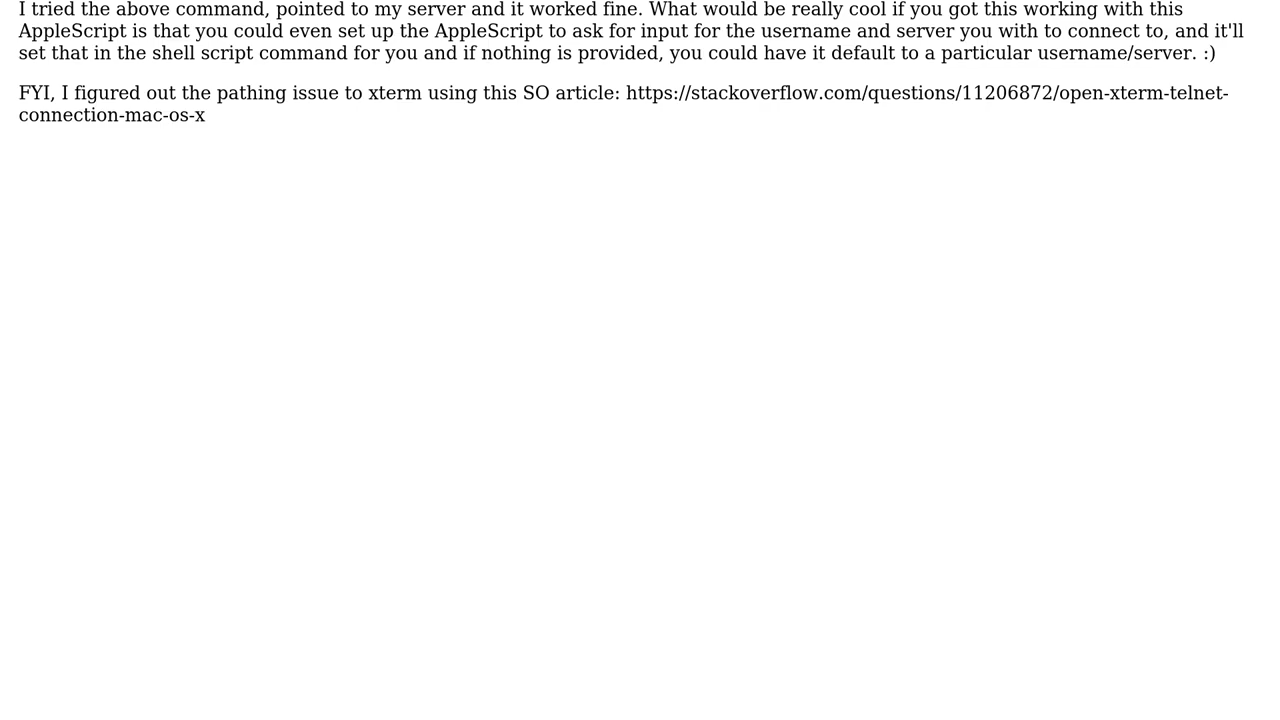 I tried the above command, pointed to my server and it worked fine. What would be really cool if you got this working with this
AppleScript is that you could even set up the AppleScript to ask for input for the username and server you with to connect to, and it'll
set that in the shell script command for you and if nothing is provided, you could have it default to a particular username/server. :)
FYI, I figured out the pathing issue to xterm using this SO article: https://stackoverflow.com/questions/11206872/open-xterm-telnet-
connection-mac-os-x